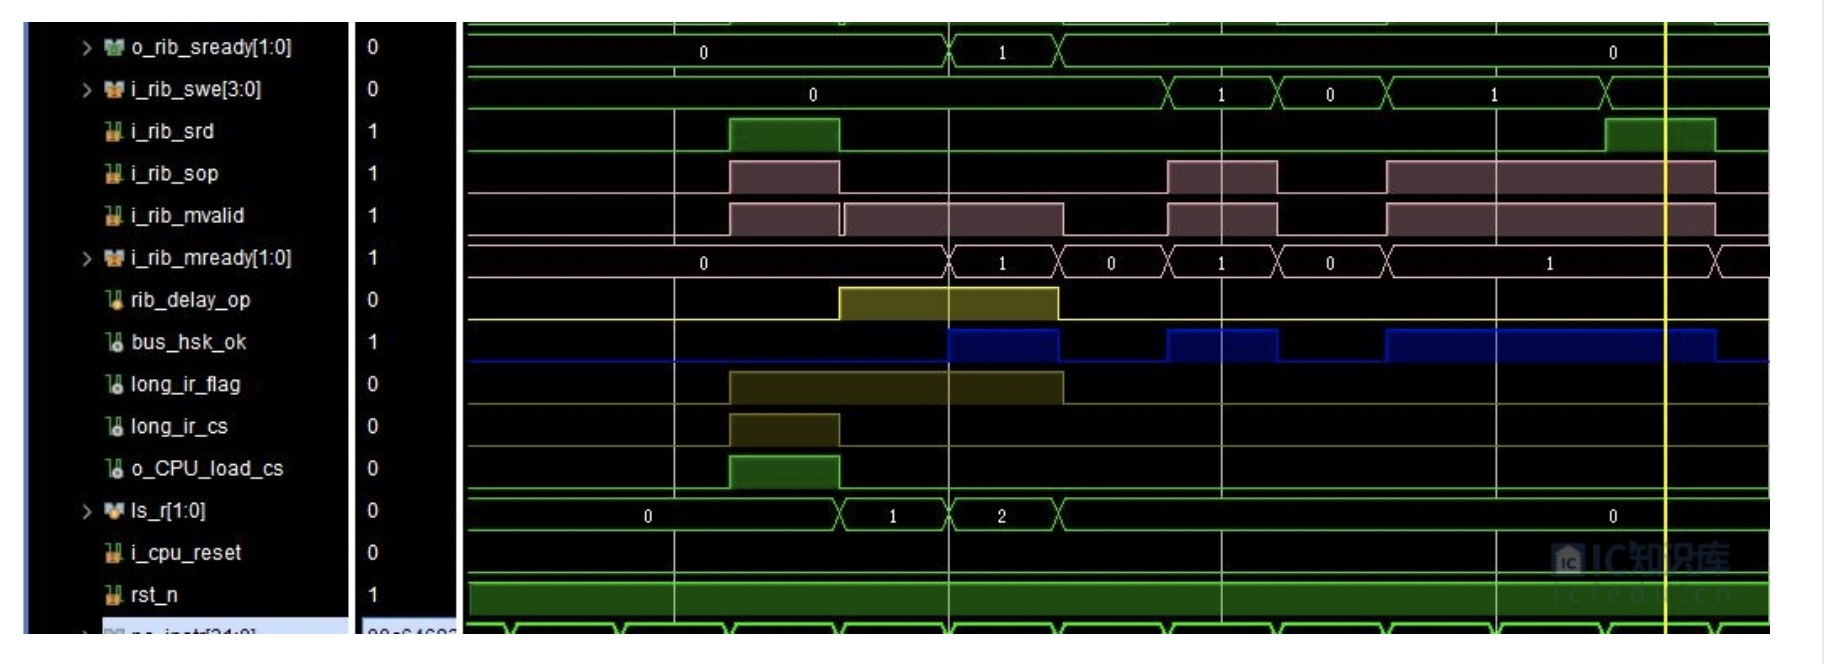 o_rib_sready[1:0] 0 0 1 0
i_rib_swe[3:0] 0 0 1 0 1
i_rib_srd 1
i_rib_sop 1
i_rib_mvalid 1
i_rib_mready[1:0] 1 0 1 0 1 0 1
rib_delay_op 0
bus_hsk_ok 1
long_ir_flag 0
long_ir_cs 0
o_CPU_load_cs 0
ls_r[1:0] 0 0 1 2 0
i_cpu_reset 0
IC知识库
rst_n 1
icfedu.cn